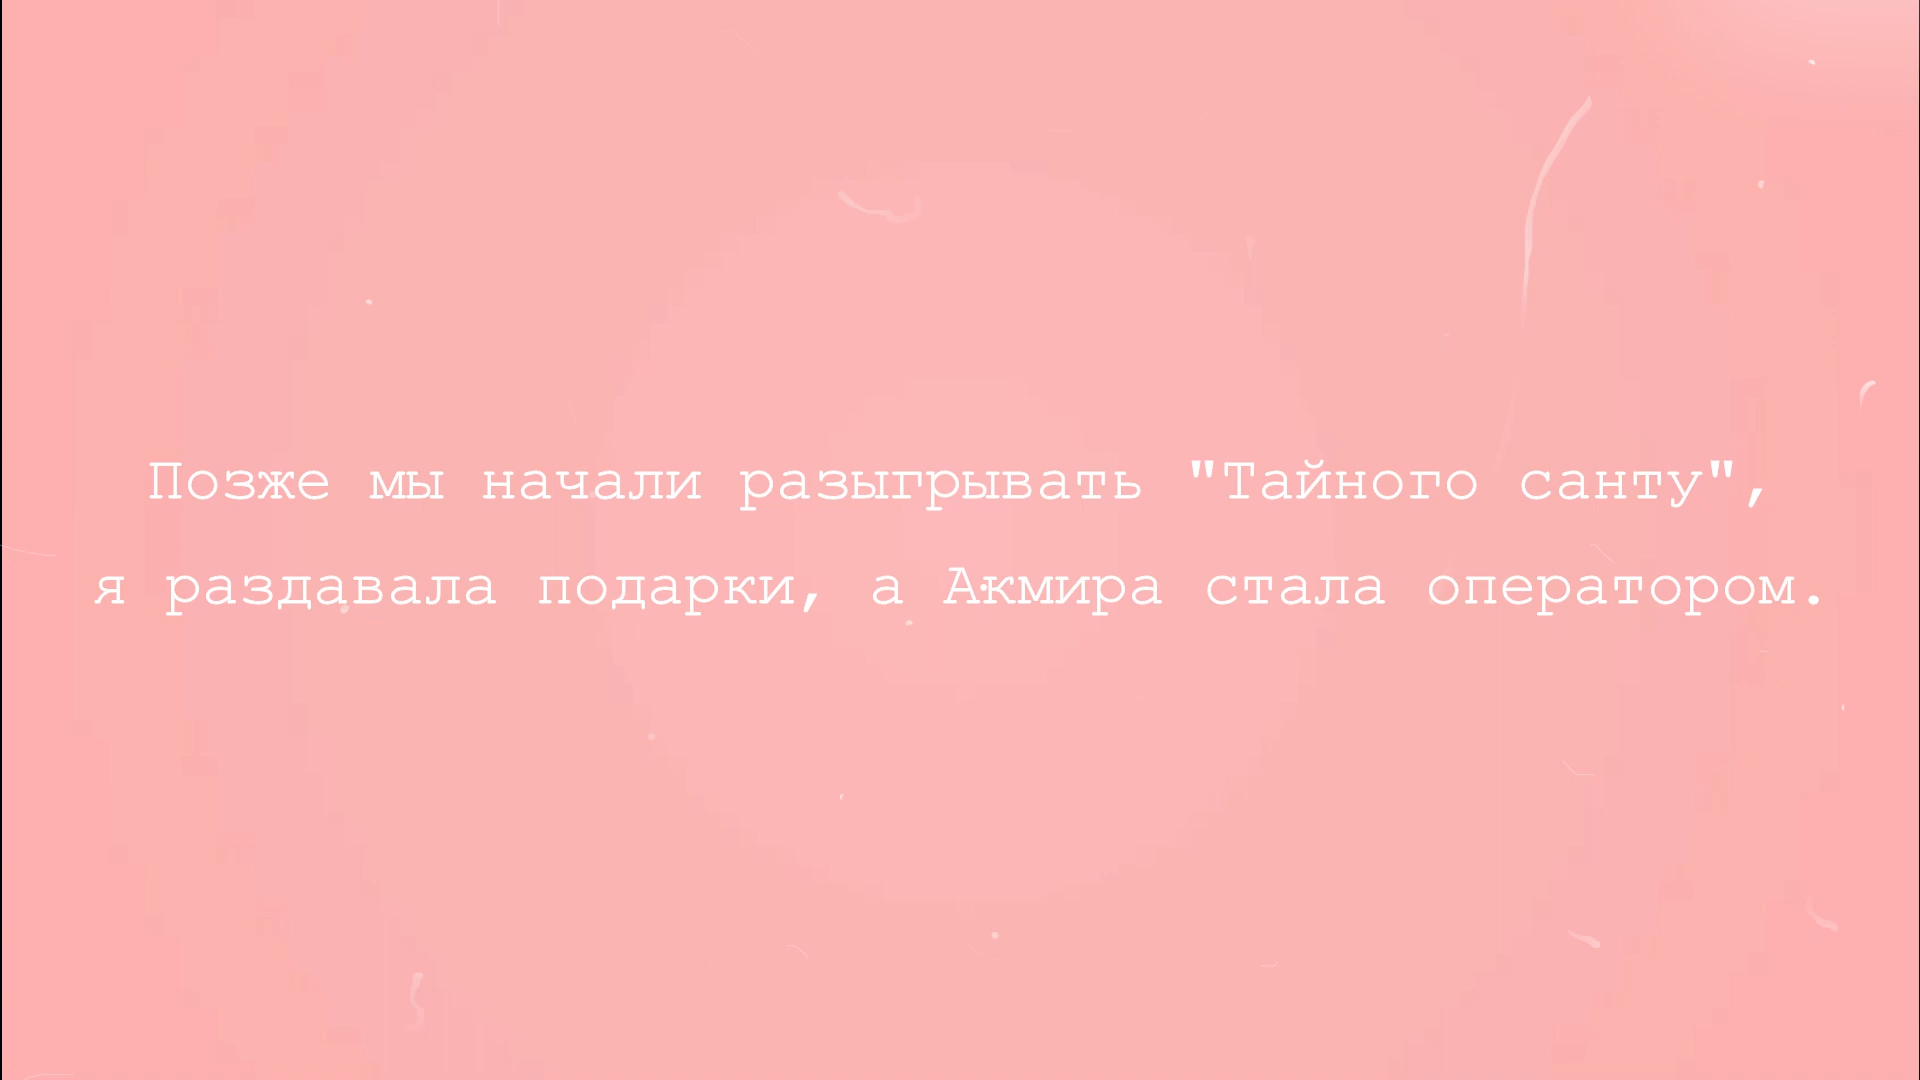 Позже мы начали разыгрывать "Тайного санту",
я раздавала подарки, а Акмира стала оператором.